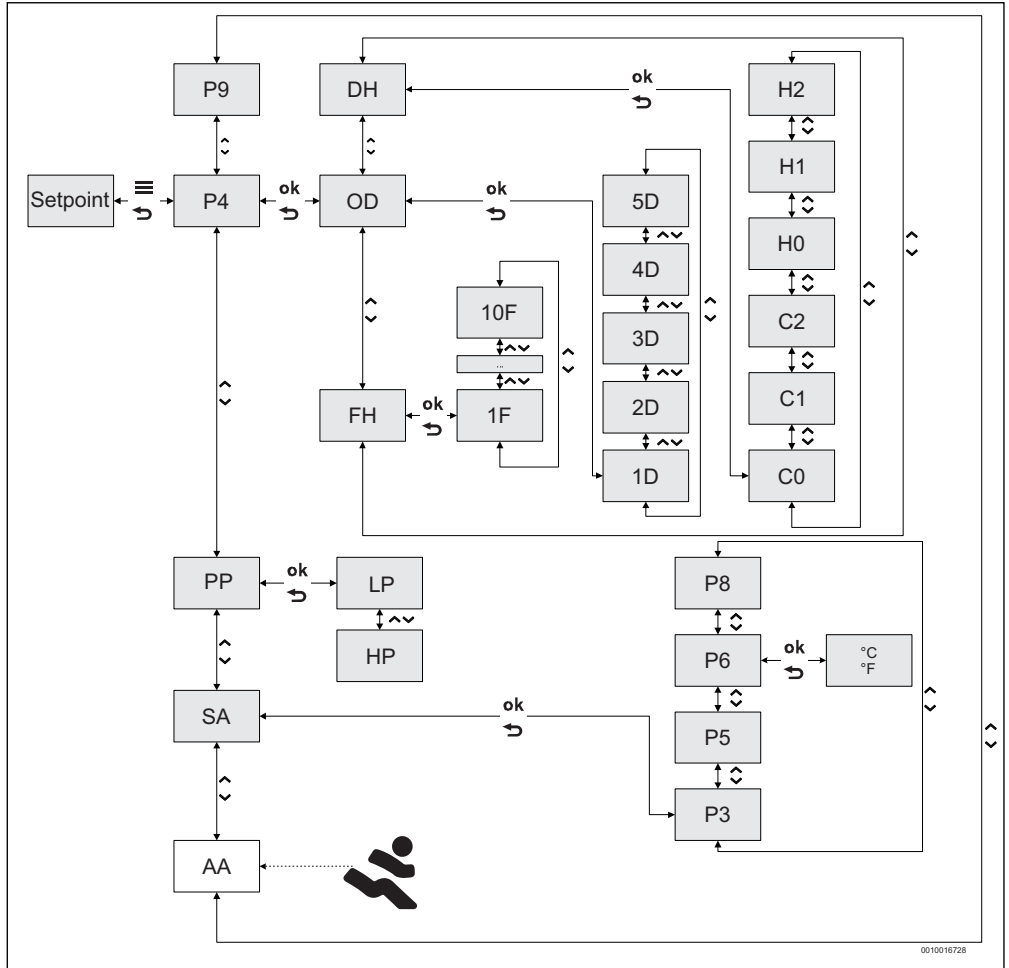 P9
DH
ok
H2
H1
Setpoint
P4
ok
OD
ok
5D
H0
4D
10F
C2
3D
...
FH
ok
1F
2D
C1
1D
C0
PP
ok
LP
P8
HP
P6
ok
°C
°F
SA
ok
P5
P3
AA
0010016728